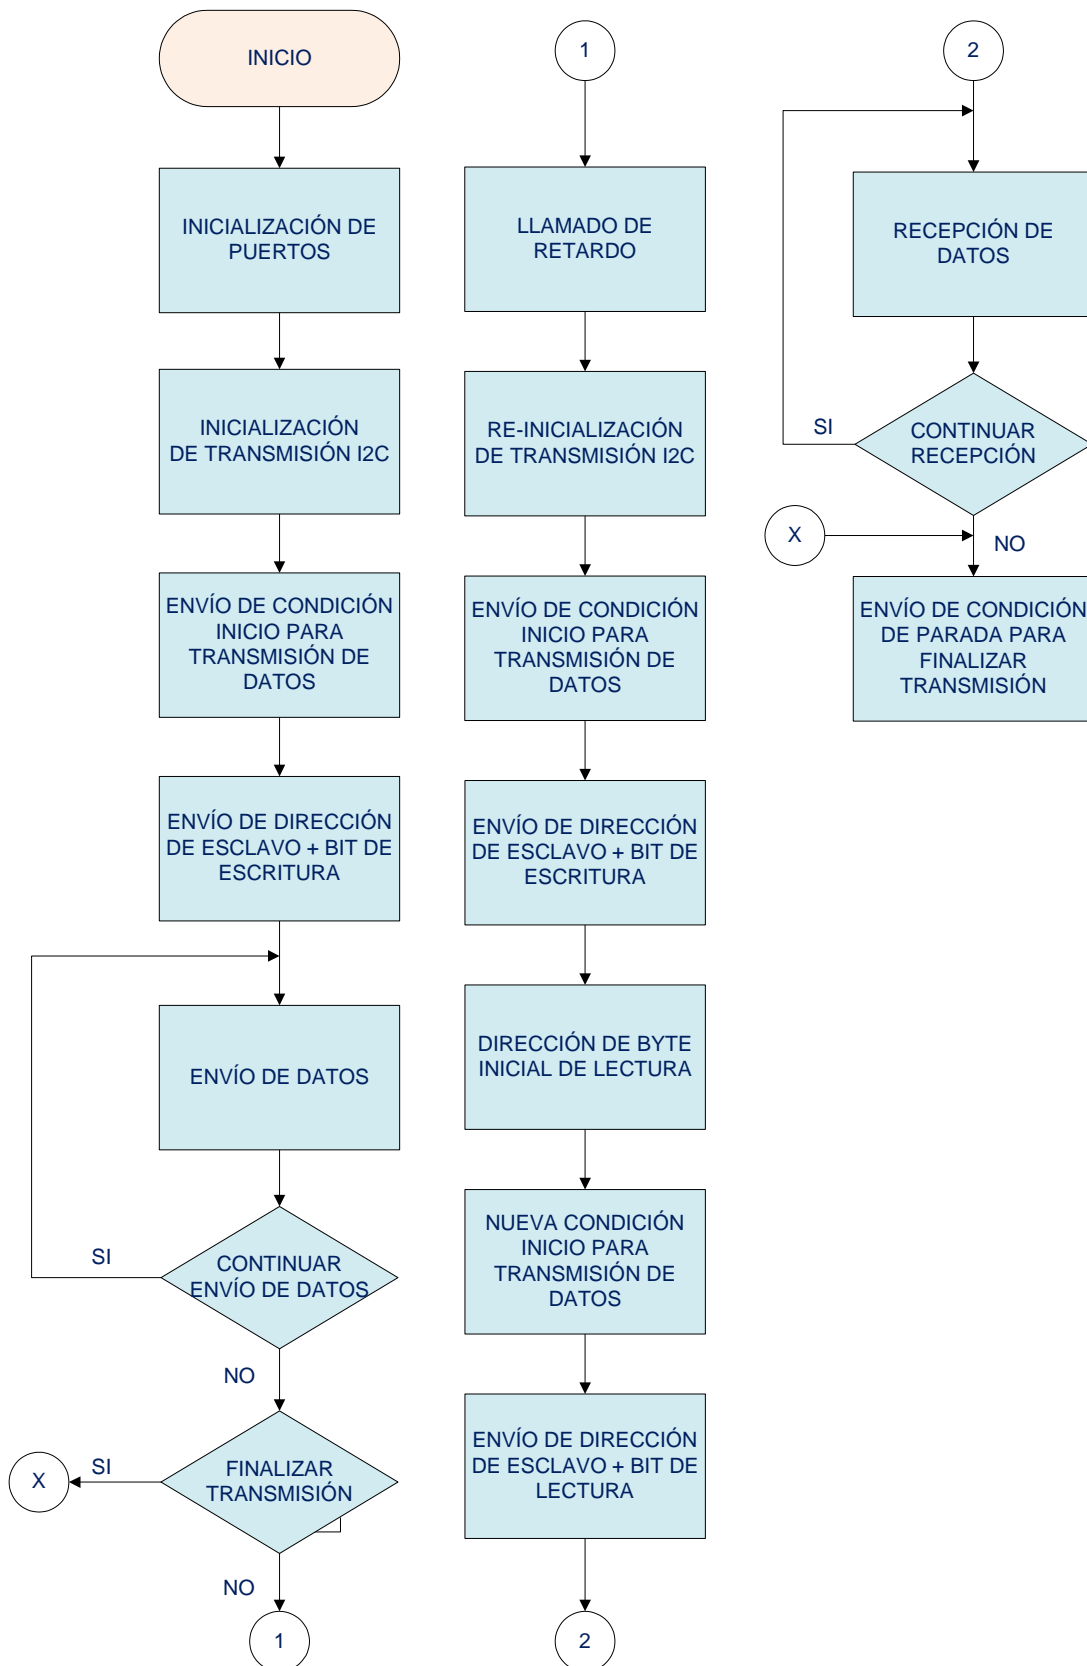 INICIO
INICIALIZACIÓN DE
PUERTOS
INICIALIZACIÓN
DE TRANSMISIÓN I2C
ENVÍO DE CONDICIÓN
INICIO PARA
TRANSMISIÓN DE
DATOS
ENVÍO DE DIRECCIÓN
DE ESCLAVO + BIT DE
ESCRITURA
ENVÍO DE DATOS
SI
CONTINUAR
ENVÍO DE DATOS
NO
X
SI
FINALIZAR
TRANSMISIÓN
NO
1
1
LLAMADO DE
RETARDO
RE-INICIALIZACIÓN
DE TRANSMISIÓN I2C
ENVÍO DE CONDICIÓN
INICIO PARA
TRANSMISIÓN DE
DATOS
ENVÍO DE DIRECCIÓN
DE ESCLAVO + BIT DE
ESCRITURA
DIRECCIÓN DE BYTE
INICIAL DE LECTURA
NUEVA CONDICIÓN
INICIO PARA
TRANSMISIÓN DE
DATOS
ENVÍO DE DIRECCIÓN
DE ESCLAVO + BIT DE
LECTURA
2
2
RECEPCIÓN DE
DATOS
SI
CONTINUAR
RECEPCIÓN
X
NO
ENVÍO DE CONDICIÓN
DE PARADA PARA
FINALIZAR
TRANSMISIÓN